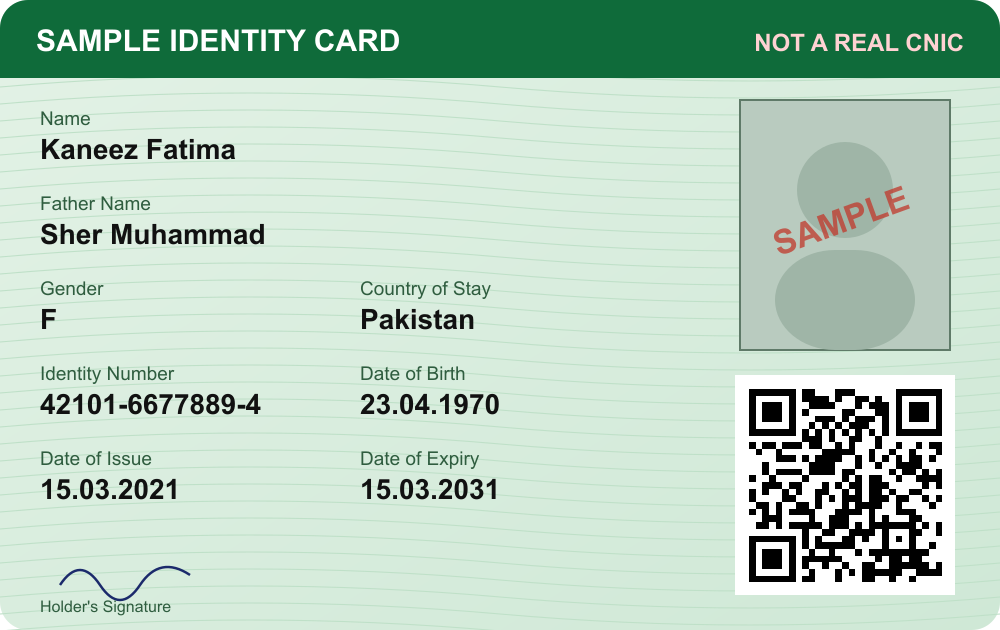 SAMPLE IDENTITY CARD
NOT A REAL CNIC
Name
Kaneez Fatima
Father Name
Sher Muhammad
Gender
Country of Stay
F
Pakistan
Identity Number
Date of Birth
42101-6677889-4
23.04.1970
Date of Issue
Date of Expiry
15.03.2021
15.03.2031
Holder's Signature
SAMPLE